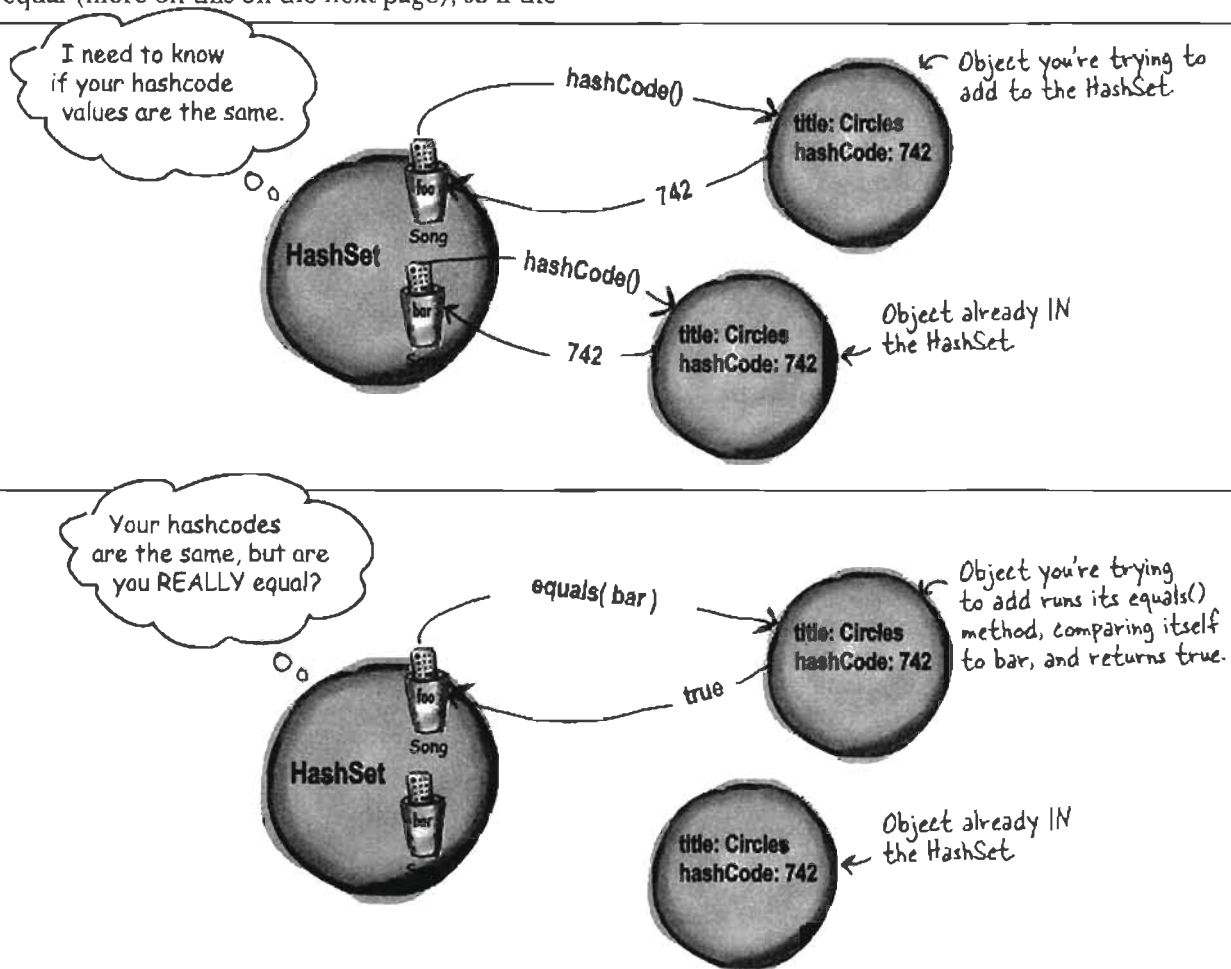 equal (more on this on the next page), so if the
I need to know
if your hashcode
values are the same.
hashCode()
Object you're trying to
add to the HashSet
title: Circles
hashCode: 742
742
foo
Song
HashSet
hashCode()
bar
Object already IN
the HashSet
title: Circles
hashCode: 742
742
Your hashcodes
are the same, but are
you REALLY equal?
equals( bar )
Object you're trying
to add runs its equals()
method, comparing itself
to bar, and returns true.
title: Circles
hashCode: 742
true
foo
Song
HashSet
bar
Object already IN
the HashSet
title: Circles
hashCode: 742